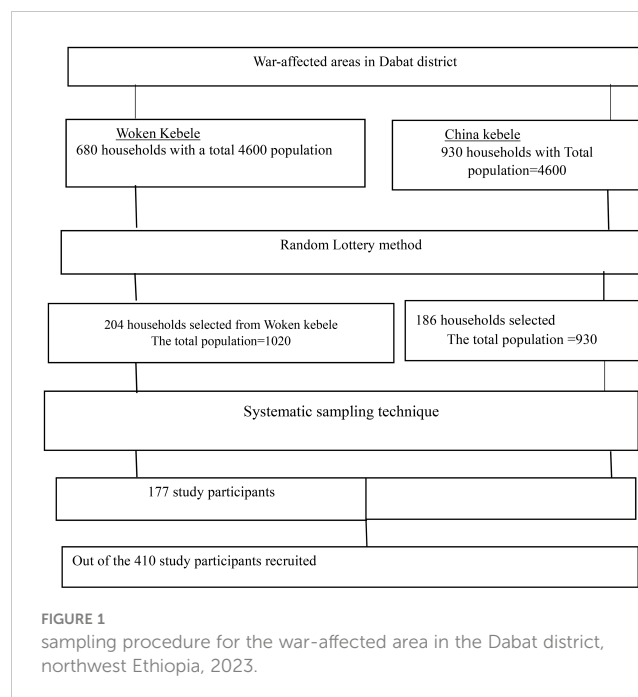 War-affected areas in Dabat district
Woken Kebele
680 households with a total 4600 population
China kebele
930 households with Total
population=4600
Random Lottery method
204 households selected from Woken kebele
The total population=1020
186 households selected
The total population =930
Systematic sampling technique
177 study participants
Out of the 410 study participants recruited
FIGURE 1
sampling procedure for the war-affected area in the Dabat district,
northwest Ethiopia, 2023.